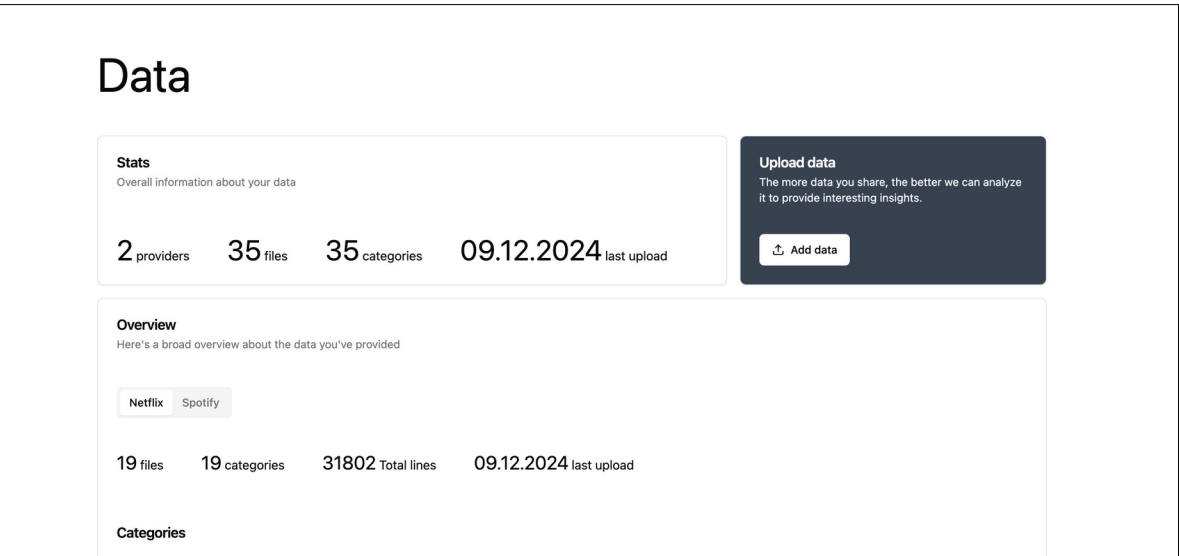 Data
Stats
Overall information about your data
2 providers 35 files 35 categories 09.12.2024 last upload
Upload data
The more data you share, the better we can analyze
it to provide interesting insights.
Add data
Overview
Here's a broad overview about the data you've provided
Netflix Spotify
19 files 19 categories 31802 Total lines 09.12.2024 last upload
Categories